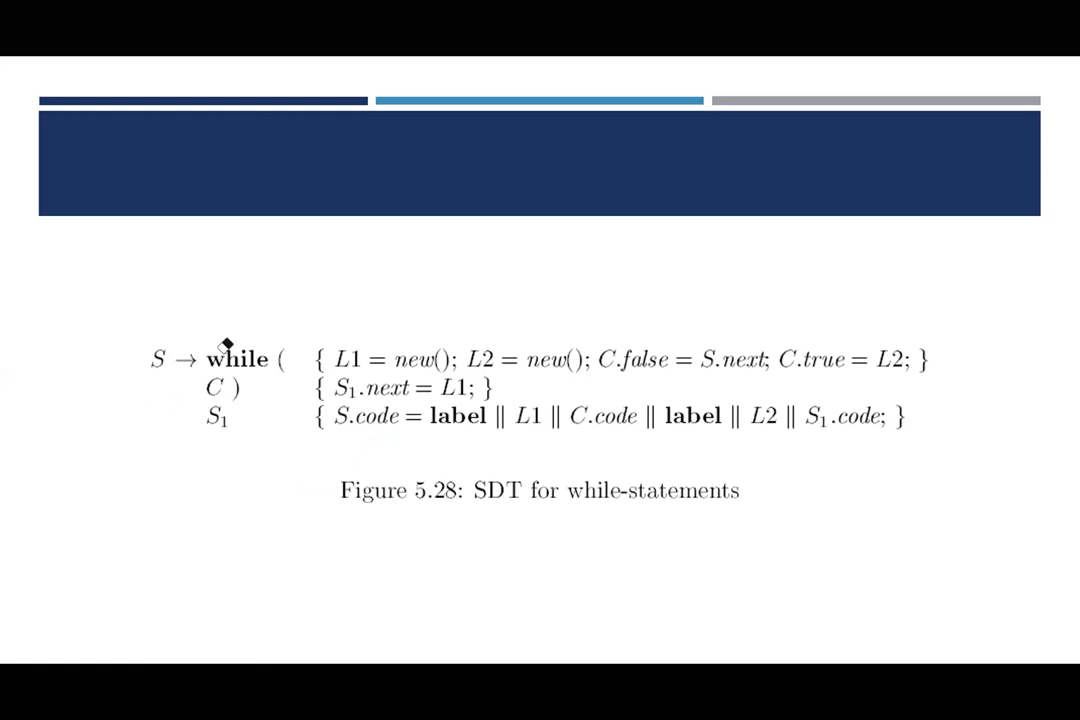 S → while ( { L1 = new(); L2 = new(); C.false = S.next; C.true = L2; }
C ) { S₁.next = L1; }
S₁ { S.code = label || L1 || C.code || label || L2 || S₁.code; }
Figure 5.28: SDT for while-statements